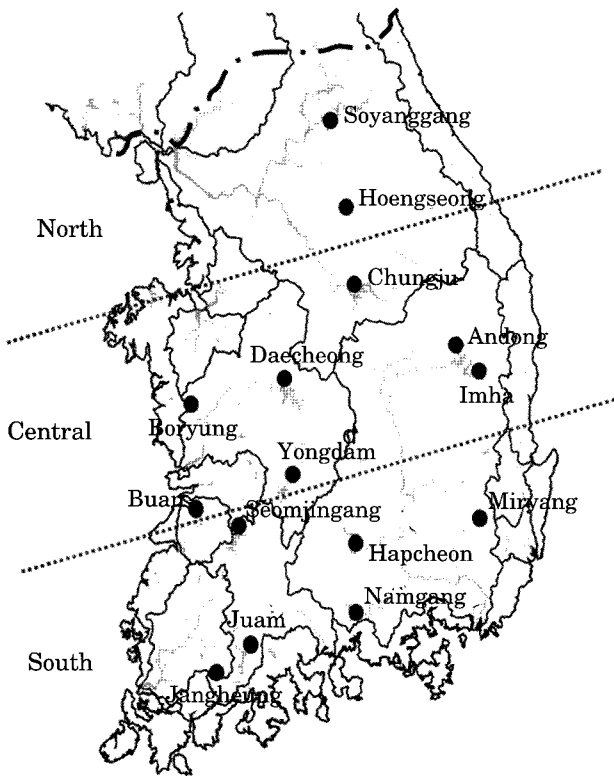 Soyanggang
Hoengseong
North
Chungju
Andong
Daecheong
Imha
Boryung
Central
Yongdam
Buan
Miryang
Seomjingang
Hapcheon
Namgang
Juam
South
Jangheung